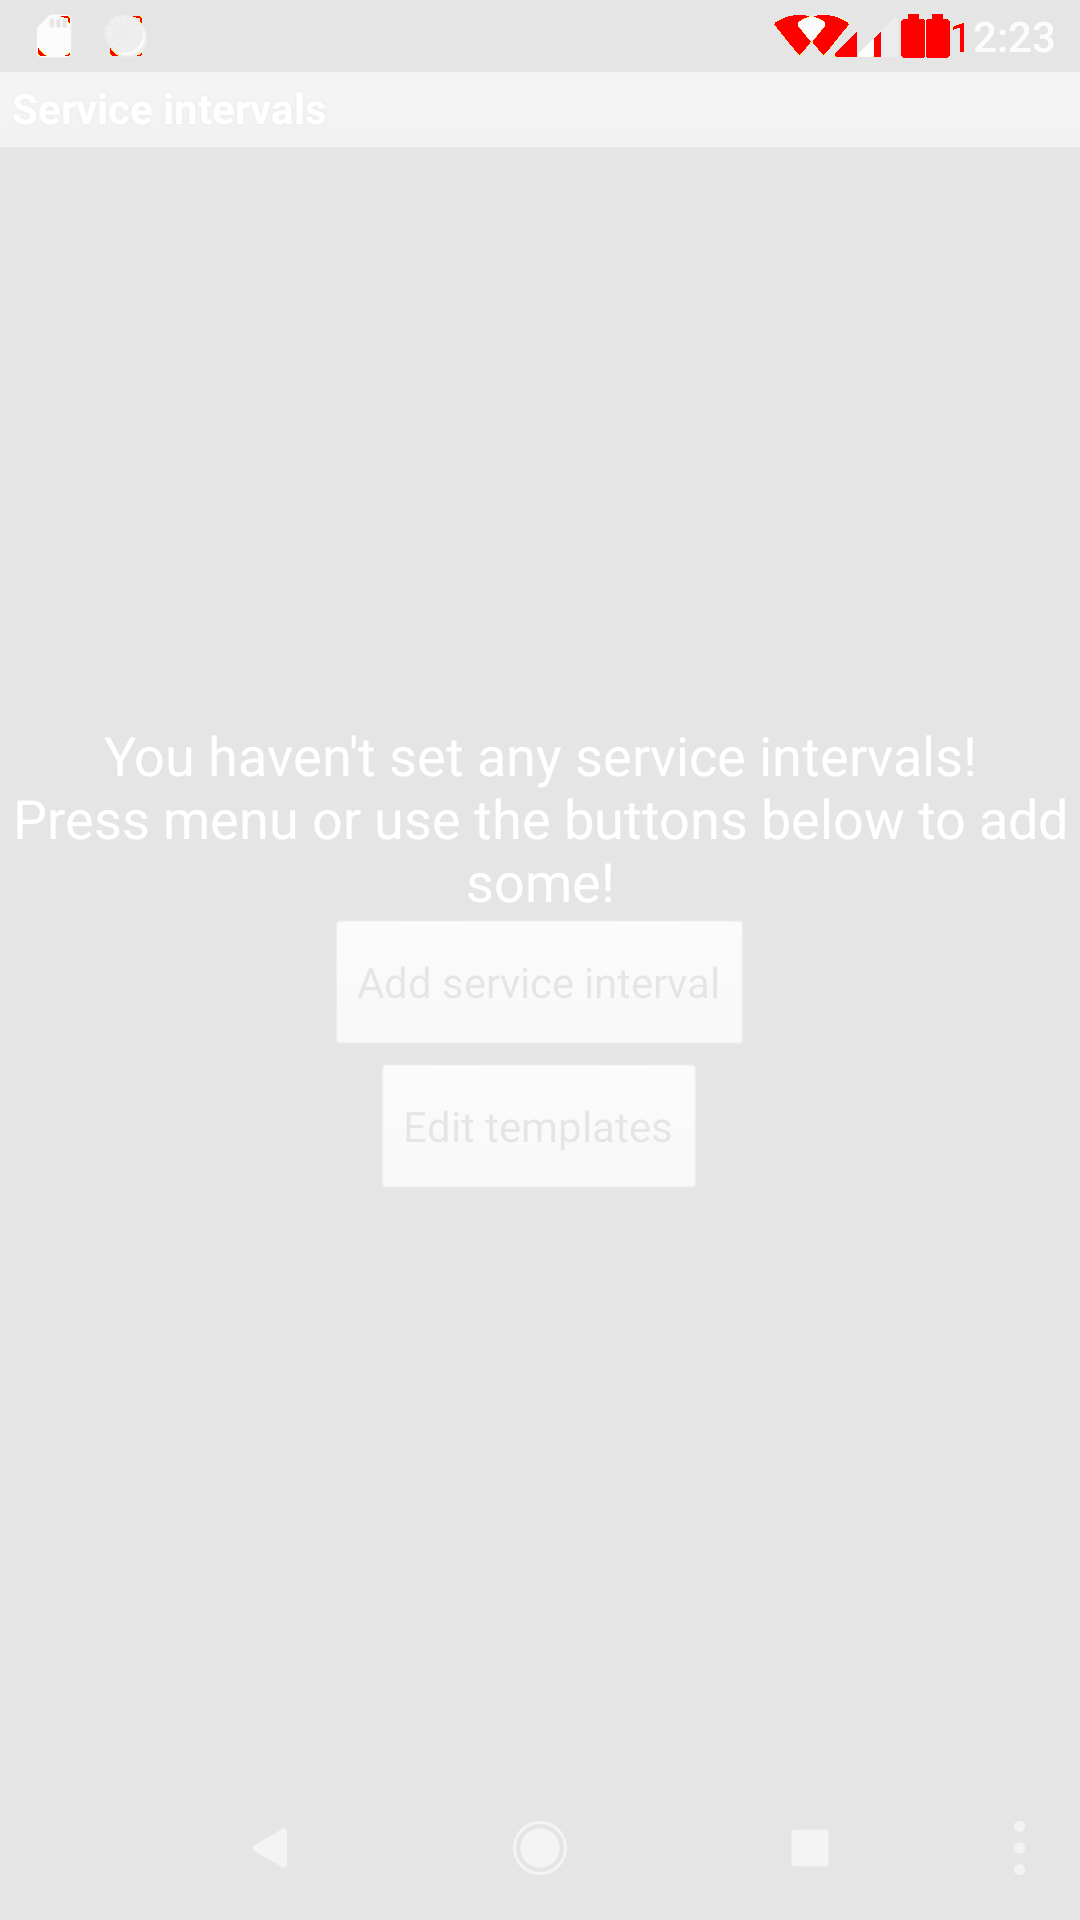 12:23
Service intervals
You haven't set any service intervals!
Press menu or use the buttons below to add
some!
Add service interval
Edit templates